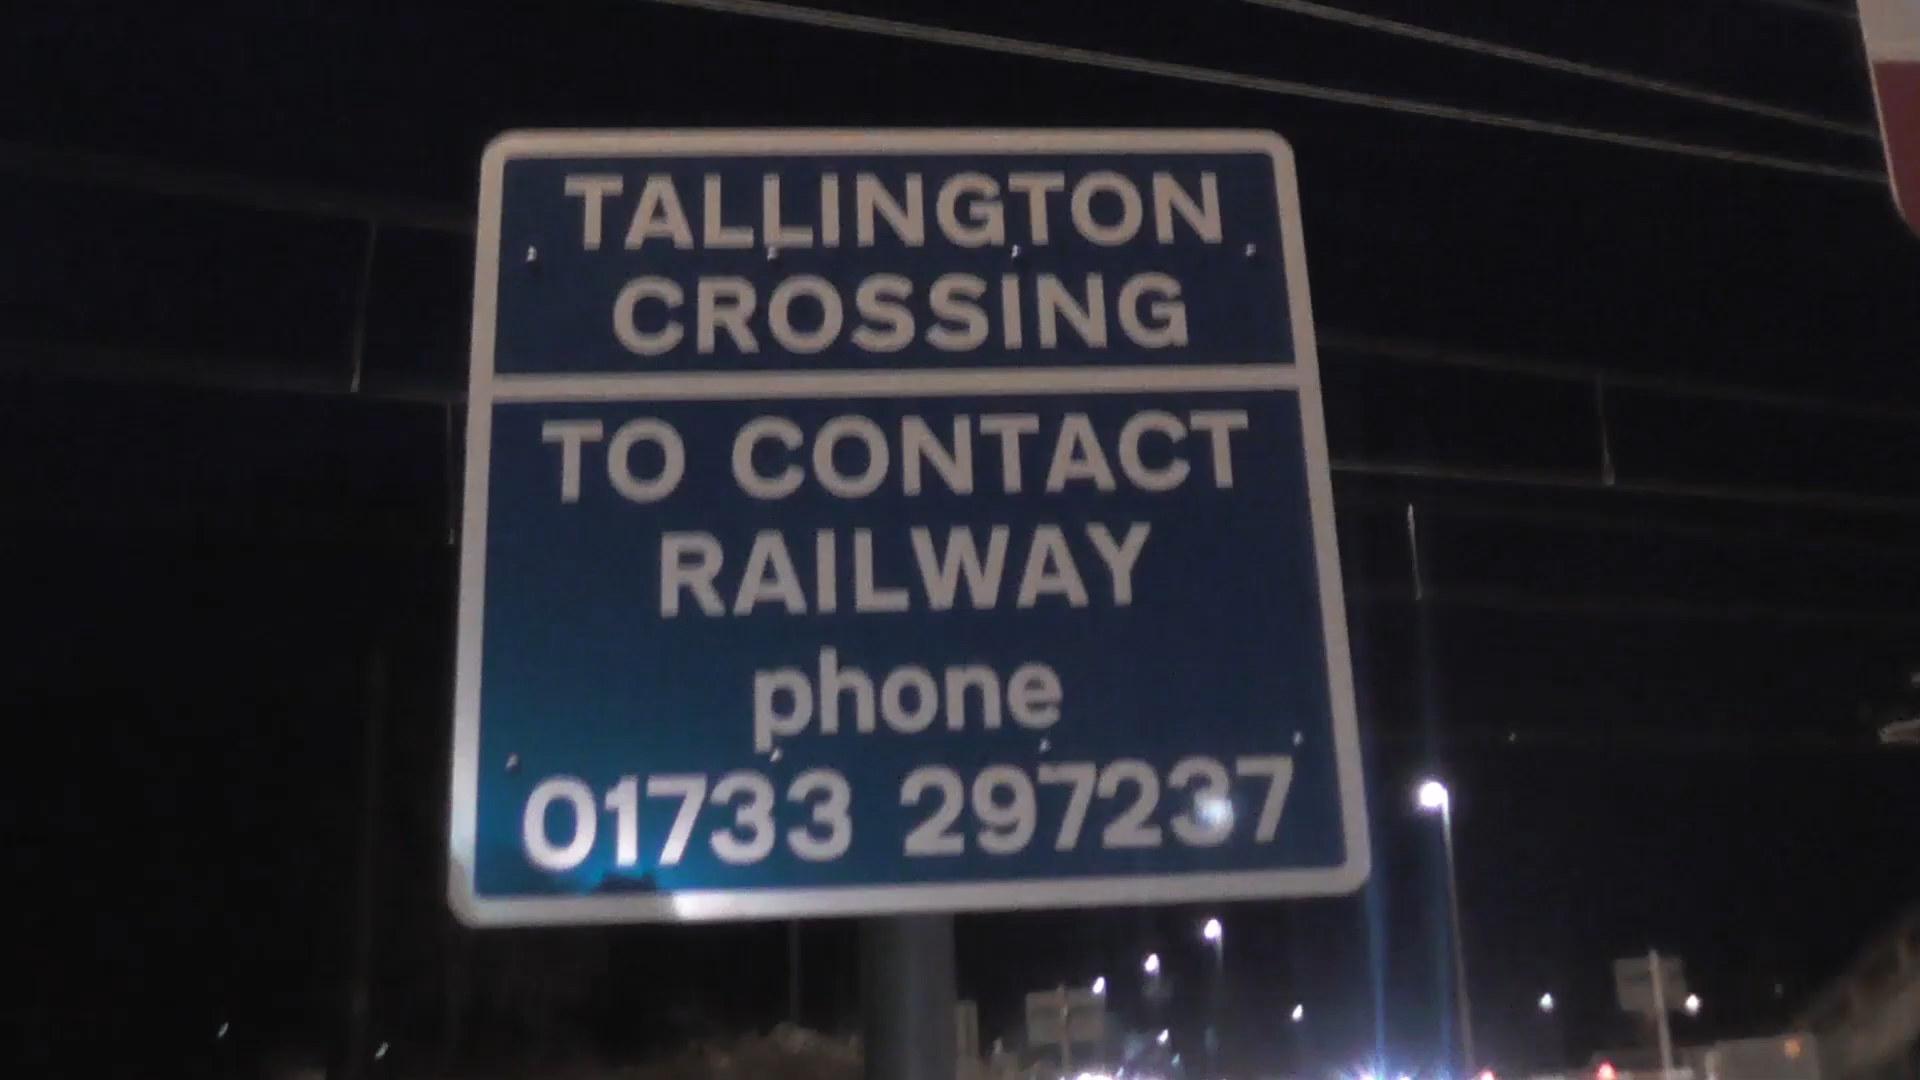 TALLINGTON
CROSSING
TO CONTACT
RAILWAY
phone
01733 297237